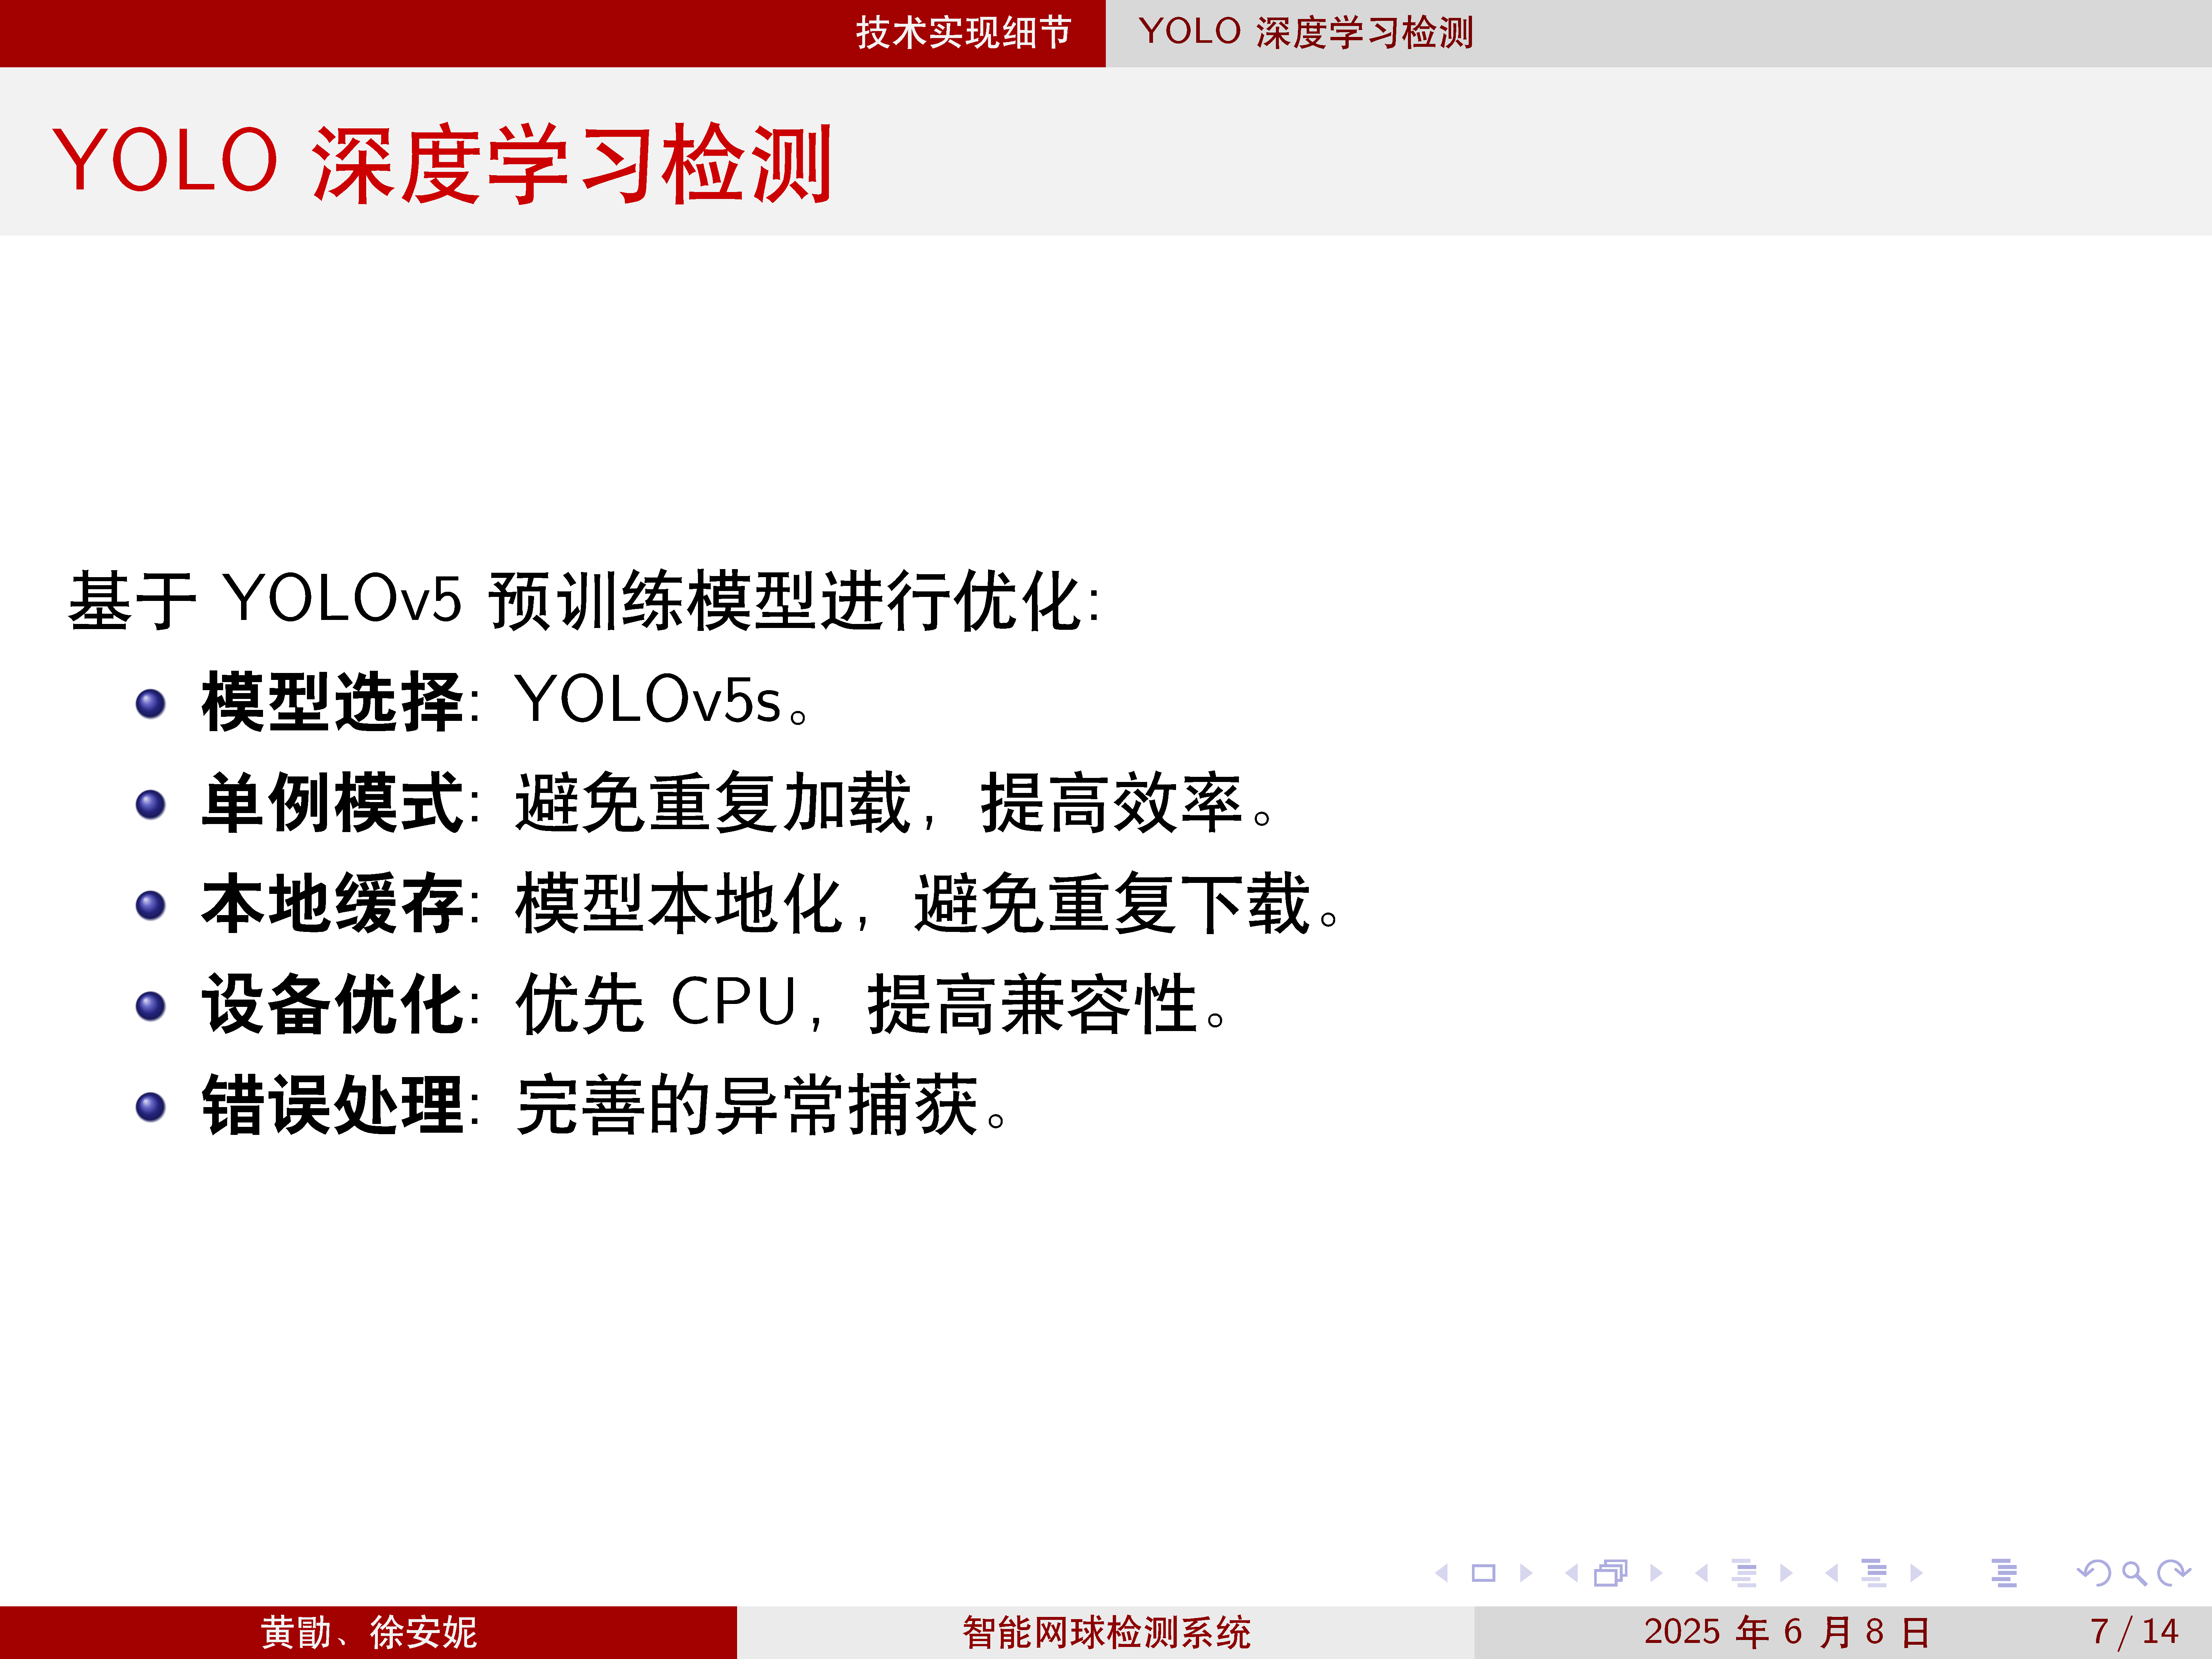 技术实现细节 YOLO 深度学习检测
YOLO 深度学习检测
基于 YOLOv5 预训练模型进行优化:
模型选择: YOLOv5s。
单例模式: 避免重复加载, 提高效率。
本地缓存: 模型本地化, 避免重复下载。
设备优化: 优先 CPU, 提高兼容性。
错误处理: 完善的异常捕获。
黄勖、徐安妮 智能网球检测系统 2025 年 6 月 8 日 7 / 14